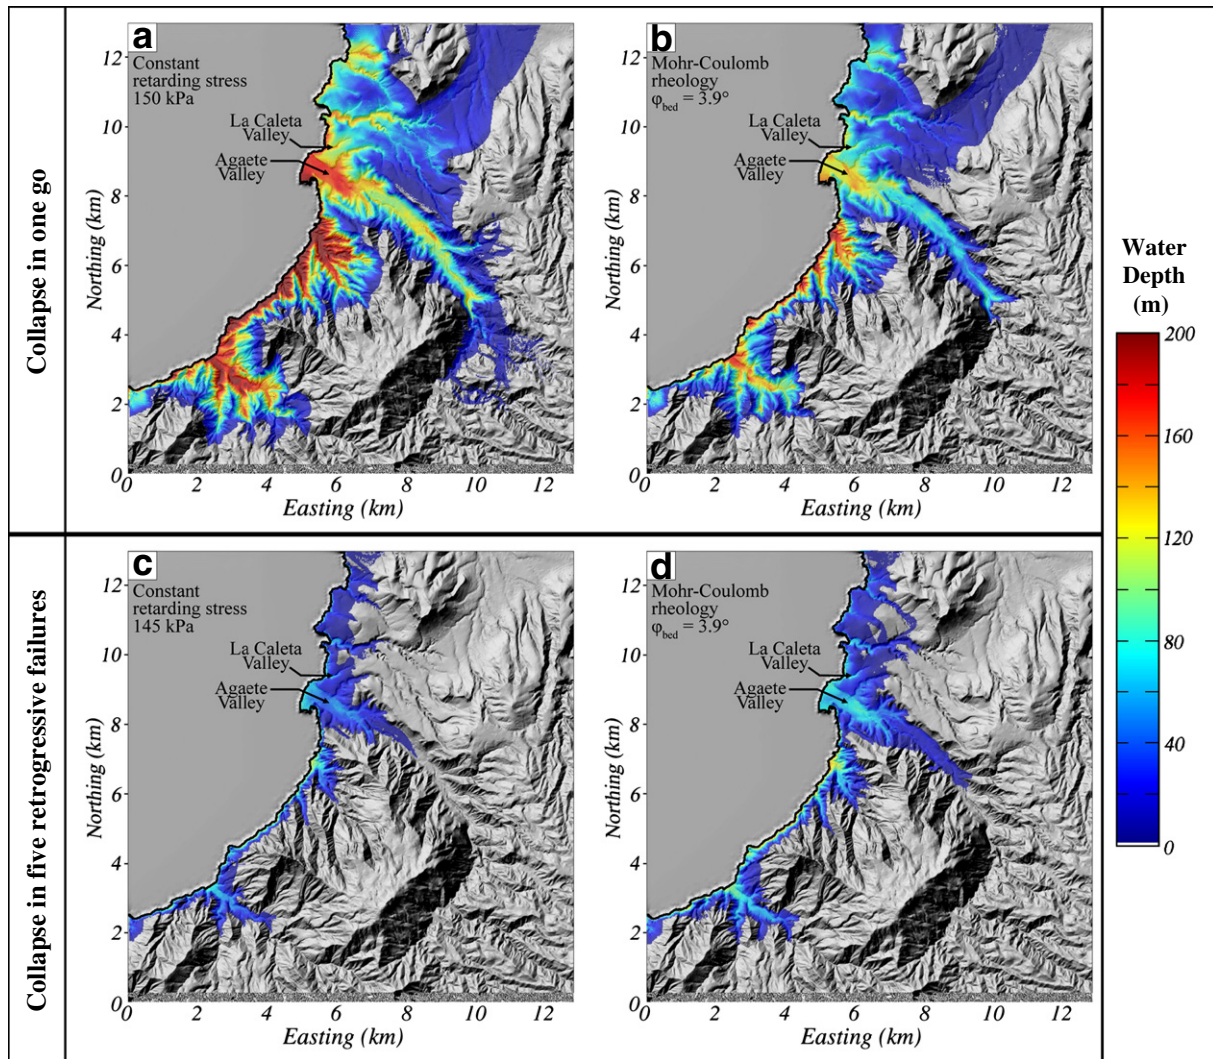 Collapse in one go
a
Constant
retarding stress
150 kPa
La Caleta
Valley
Agaete
Valley
12
10
8
6
4
2
0
Northing (km)
0 2 4 6 8 10 12
Easting (km)
b
Mohr-Coulomb
rheology
φbed = 3.9°
La Caleta
Valley
Agaete
Valley
12
10
8
6
4
2
0
Northing (km)
0 2 4 6 8 10 12
Easting (km)
Collapse in five retrogressive failures
c
Constant
retarding stress
145 kPa
La Caleta
Valley
Agaete
Valley
12
10
8
6
4
2
0
Northing (km)
0 2 4 6 8 10 12
Easting (km)
d
Mohr-Coulomb
rheology
φbed = 3.9°
La Caleta
Valley
Agaete
Valley
12
10
8
6
4
2
0
Northing (km)
0 2 4 6 8 10 12
Easting (km)
Water
Depth
(m)
200
160
120
80
40
0